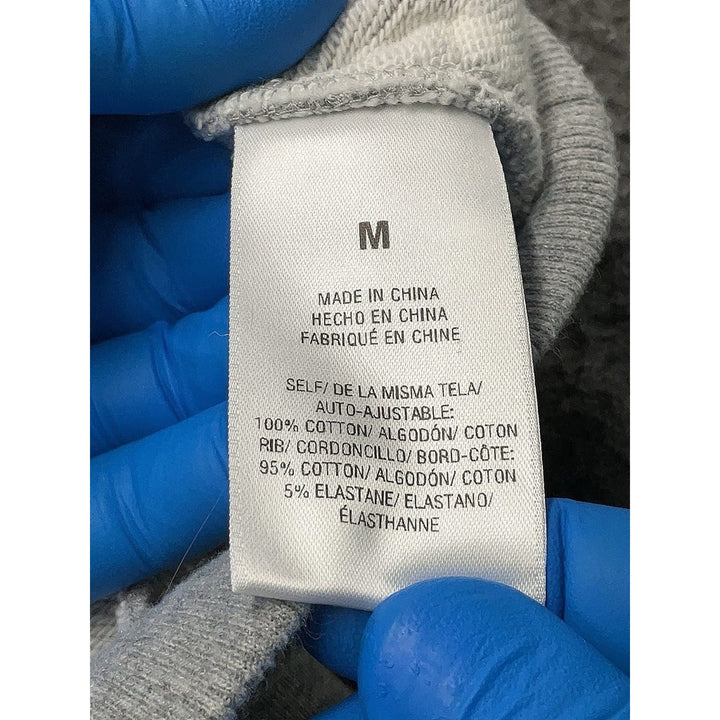 M
MADE IN CHINA
HECHO EN CHINA
FABRIQUÉ EN CHINE
SELF/ DE LA MISMA TELA/
AUTO-AJUSTABLE:
100% COTTON/ ALGODÓN/ COTON
RIB/ CORDONCILLO/ BORD-CÔTE:
95% COTTON/ ALGODÓN/ COTON
5% ELASTANE/ ELASTANO/
ÉLASTHANNE